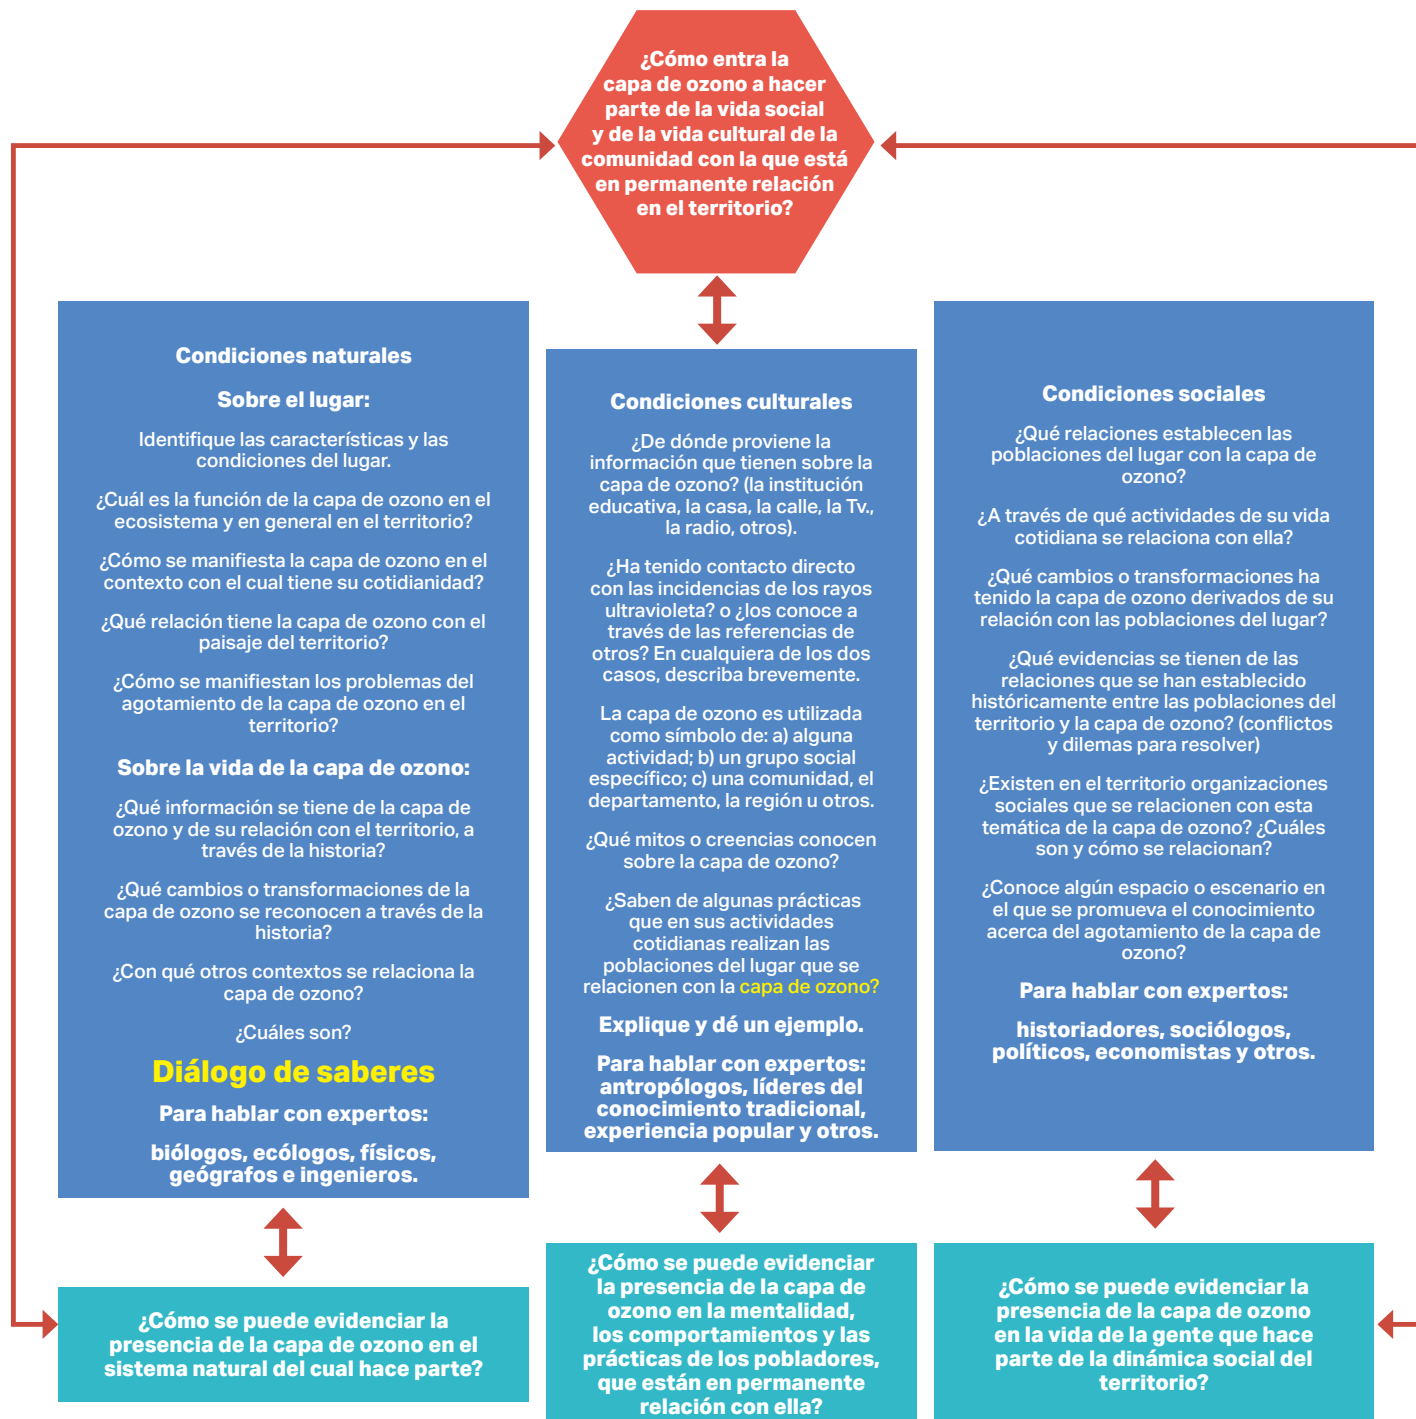 ¿Cómo entra la
capa de ozono a hacer
parte de la vida social
y de la vida cultural de la
comunidad con la que está
en permanente relación
en el territorio?
Condiciones naturales
Sobre el lugar:
Identifique las características y las
condiciones del lugar.
¿Cuál es la función de la capa de ozono en el
ecosistema y en general en el territorio?
¿Cómo se manifiesta la capa de ozono en el
contexto con el cual tiene su cotidianidad?
¿Qué relación tiene la capa de ozono con el
paisaje del territorio?
¿Cómo se manifiestan los problemas del
agotamiento de la capa de ozono en el
territorio?
Sobre la vida de la capa de ozono:
¿Qué información se tiene de la capa de
ozono y de su relación con el territorio, a
través de la historia?
¿Qué cambios o transformaciones de la
capa de ozono se reconocen a través de la
historia?
¿Con qué otros contextos se relaciona la
capa de ozono?
¿Cuáles son?
Diálogo de saberes
Para hablar con expertos:
biólogos, ecólogos, físicos,
geógrafos e ingenieros.
Condiciones culturales
¿De dónde proviene la
información que tienen sobre la
capa de ozono? (la institución
educativa, la casa, la calle, la Tv.,
la radio, otros).
¿Ha tenido contacto directo
con las incidencias de los rayos
ultravioleta? o ¿los conoce a
través de las referencias de
otros? En cualquiera de los dos
casos, describa brevemente.
La capa de ozono es utilizada
como símbolo de: a) alguna
actividad; b) un grupo social
específico; c) una comunidad, el
departamento, la región u otros.
¿Qué mitos o creencias conocen
sobre la capa de ozono?
¿Saben de algunas prácticas
que en sus actividades
cotidianas realizan las
poblaciones del lugar que se
relacionen con la capa de ozono?
Explique y dé un ejemplo.
Para hablar con expertos:
antropólogos, líderes del
conocimiento tradicional,
experiencia popular y otros.
Condiciones sociales
¿Qué relaciones establecen las
poblaciones del lugar con la capa de
ozono?
¿A través de qué actividades de su vida
cotidiana se relaciona con ella?
¿Qué cambios o transformaciones ha
tenido la capa de ozono derivados de su
relación con las poblaciones del lugar?
¿Qué evidencias se tienen de las
relaciones que se han establecido
históricamente entre las poblaciones del
territorio y la capa de ozono? (conflictos
y dilemas para resolver)
¿Existen en el territorio organizaciones
sociales que se relacionen con esta
temática de la capa de ozono? ¿Cuáles
son y cómo se relacionan?
¿Conoce algún espacio o escenario en
el que se promueva el conocimiento
acerca del agotamiento de la capa de
ozono?
Para hablar con expertos:
historiadores, sociólogos,
políticos, economistas y otros.
¿Cómo se puede evidenciar la
presencia de la capa de ozono en el
sistema natural del cual hace parte?
¿Cómo se puede evidenciar
la presencia de la capa de
ozono en la mentalidad,
los comportamientos y las
prácticas de los pobladores,
que están en permanente
relación con ella?
¿Cómo se puede evidenciar la
presencia de la capa de ozono
en la vida de la gente que hace
parte de la dinámica social del
territorio?